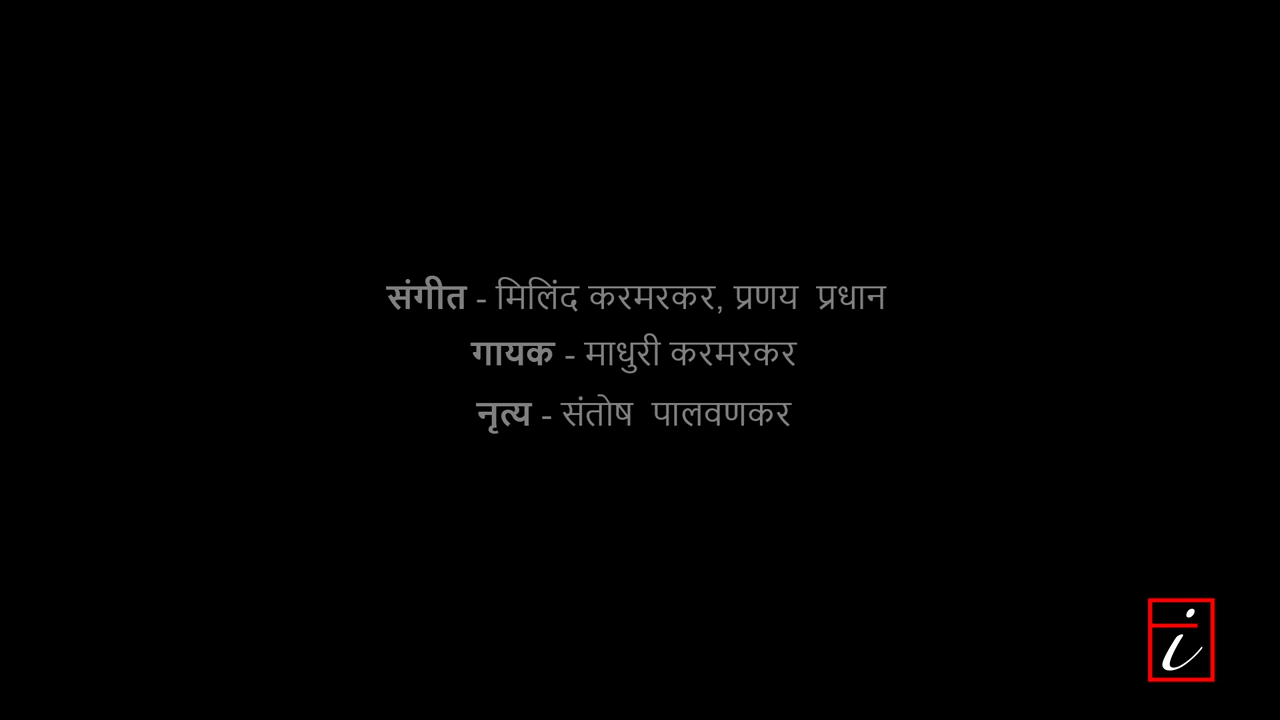 संगीत - मिलिंद करमरकर, प्रणय प्रधान
गायक - माधुरी करमरकर
नृत्य - संतोष पालवणकर
i